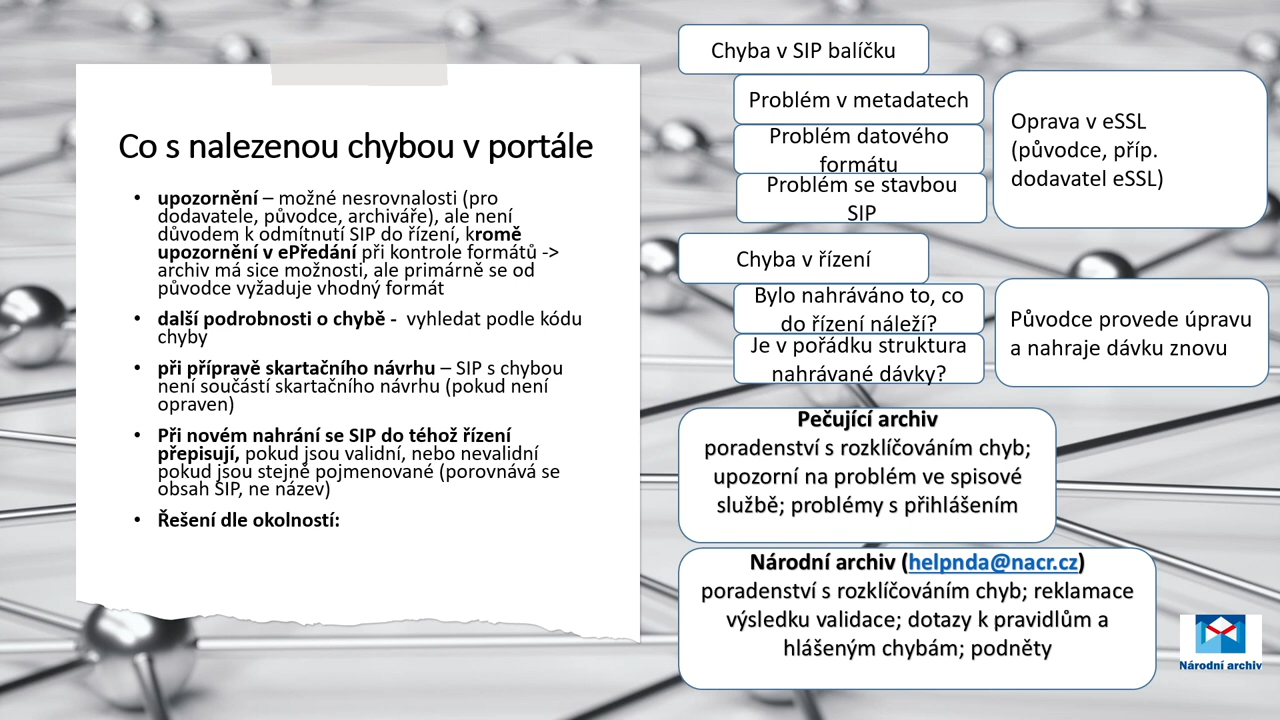 Co s nalezenou chybou v portále
• upozornění – možné nesrovnalosti (pro
dodavatele, původce, archiváře), ale není
důvodem k odmítnutí SIP do řízení, kromě
upozornění v ePředání při kontrole formátů ->
archiv má sice možnosti, ale primárně se od
původce vyžaduje vhodný formát
• další podrobnosti o chybě - vyhledat podle kódu
chyby
• při přípravě skartačního návrhu – SIP s chybou
není součástí skartačního návrhu (pokud není
opraven)
• Při novém nahrání se SIP do téhož řízení
přepisují, pokud jsou validní, nebo nevalidní
pokud jsou stejně pojmenované (porovnává se
obsah SIP, ne název)
• Řešení dle okolností:
Chyba v SIP balíčku
Problém v metadatech
Problém datového
formátu
Problém se stavbou
SIP
Oprava v eSSL
(původce, příp.
dodavatel eSSL)
Chyba v řízení
Bylo nahráváno to, co
do řízení náleží?
Je v pořádku struktura
nahrávané dávky?
Původce provede úpravu
a nahraje dávku znovu
Pečující archiv
poradenství s rozklíčováním chyb;
upozorní na problém ve spisové
službě; problémy s přihlášením
Národní archiv (helpnda@nacr.cz)
poradenství s rozklíčováním chyb; reklamace
výsledku validace; dotazy k pravidlům a
hlášeným chybám; podněty
Národní archiv